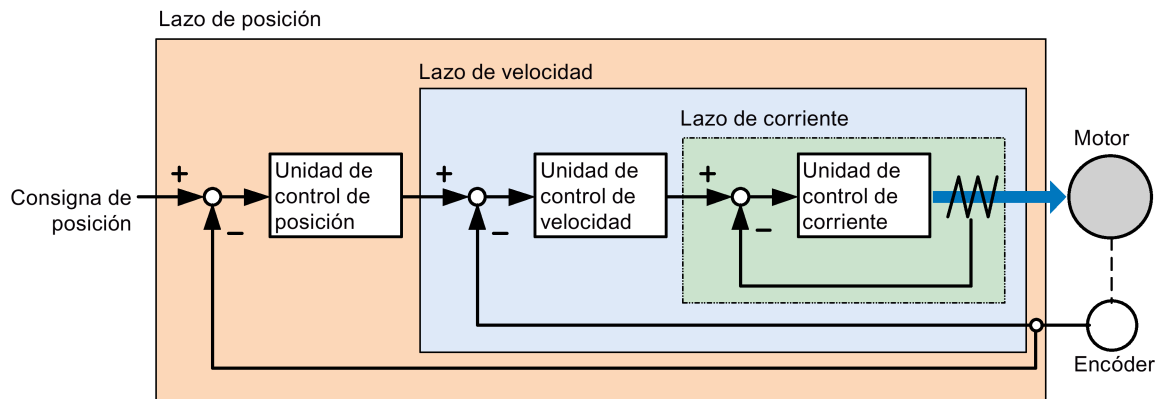 Lazo de posición
Lazo de velocidad
Lazo de corriente
Motor
Consigna de
posición
+
−
Unidad de
control de
posición
+
−
Unidad de
control de
velocidad
+
−
Unidad de
control de
corriente
Encóder